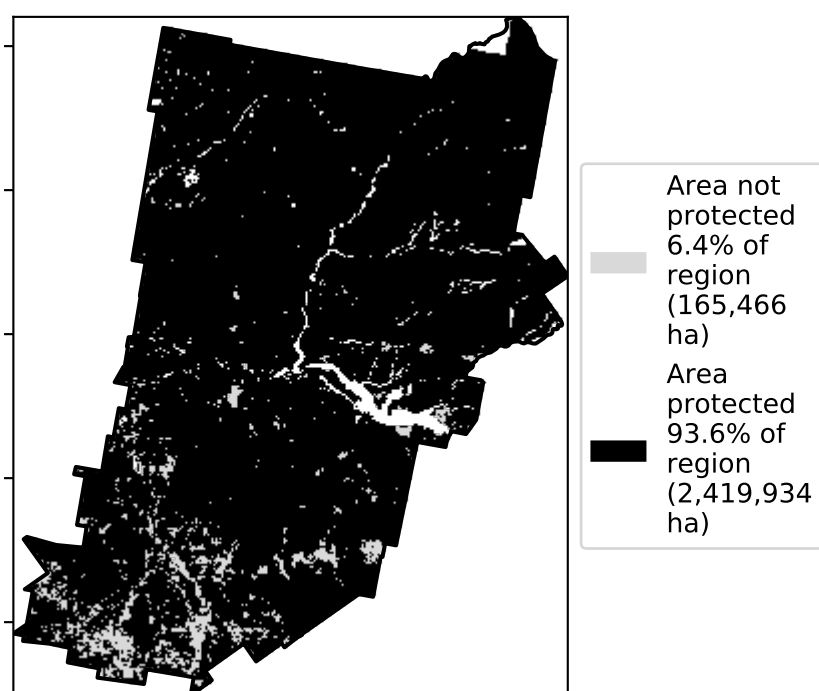 Area not
protected
6.4% of
region
(165,466
ha)
Area
protected
93.6% of
region
(2,419,934
ha)